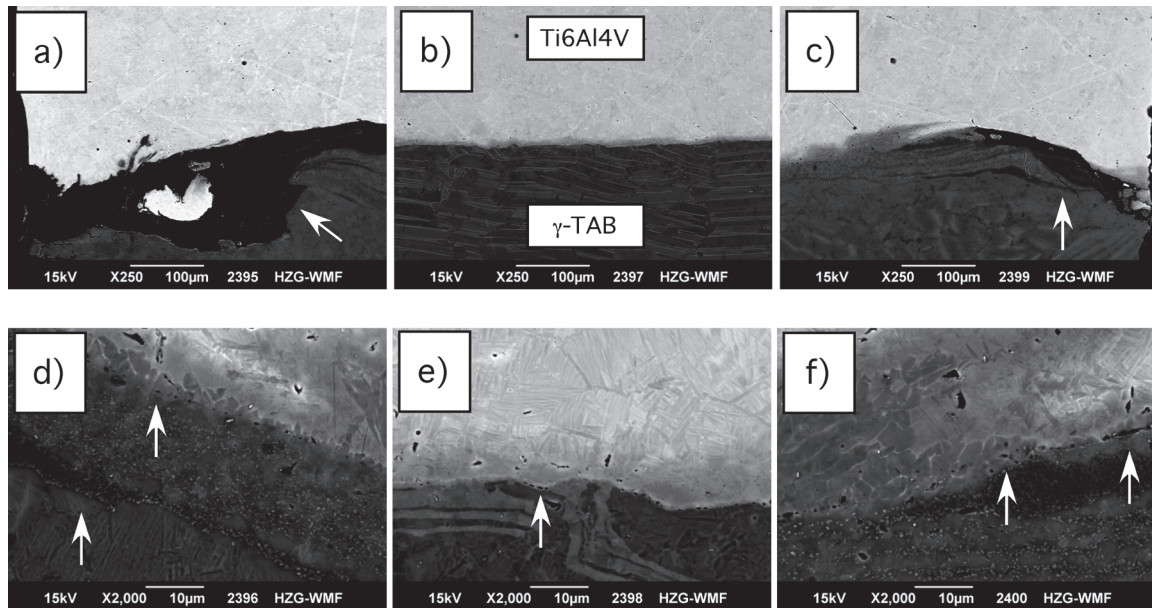 a)
b)
Ti6Al4V
γ-TAB
c)
15kV X250 100µm 2395 HZG-WMF
15kV X250 100µm 2397 HZG-WMF
15kV X250 100µm 2399 HZG-WMF
d)
e)
f)
15kV X2,000 10µm 2396 HZG-WMF
15kV X2,000 10µm 2398 HZG-WMF
15kV X2,000 10µm 2400 HZG-WMF